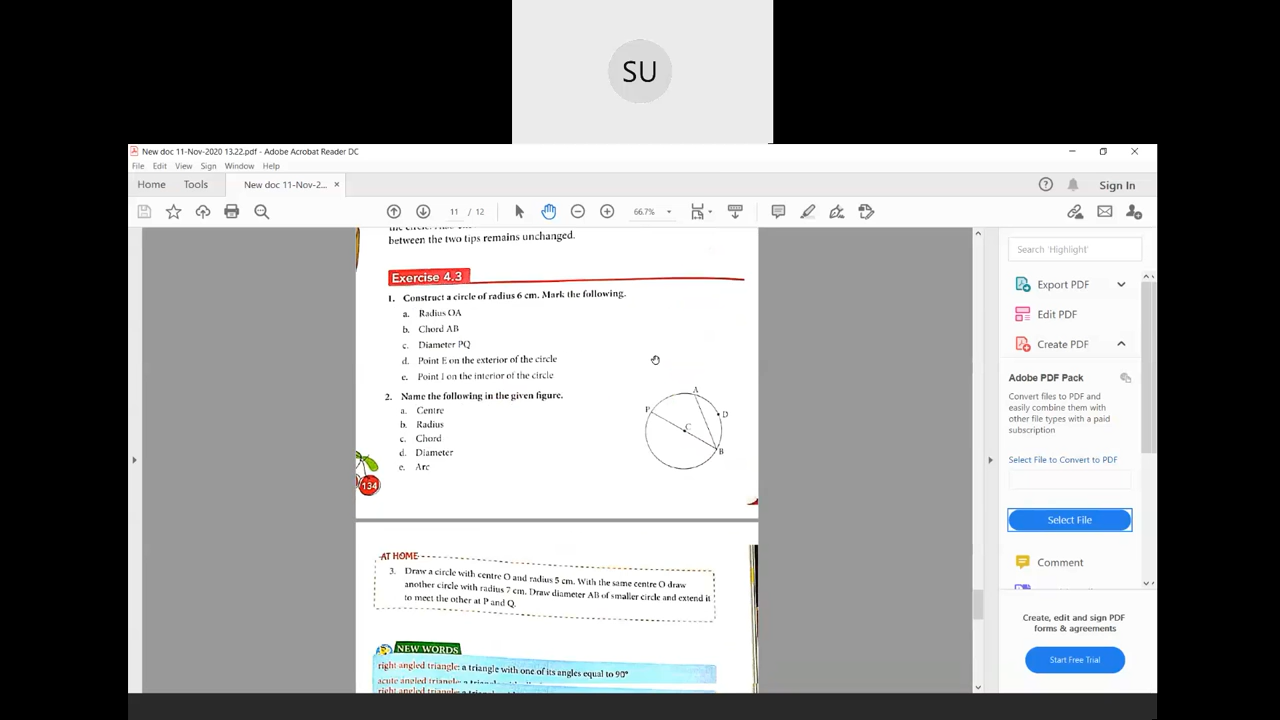 SU
New doc 11-Nov-2020 13.22.pdf - Adobe Acrobat Reader DC
File Edit View Sign Window Help
Home Tools New doc 11-Nov-2... × Sign In
11 / 12 66.7%
between the two tips remains unchanged.
Exercise 4.3
1. Construct a circle of radius 6 cm. Mark the following.
a. Radius OA
b. Chord AB
c. Diameter PQ
d. Point E on the exterior of the circle
e. Point I on the interior of the circle
2. Name the following in the given figure.
a. Centre
b. Radius
c. Chord
d. Diameter
e. Arc
A
P
D
C
B
134
AT HOME
3. Draw a circle with centre O and radius 5 cm. With the same centre O draw
another circle with radius 7 cm. Draw diameter AB of smaller circle and extend it
to meet the other at P and Q.
NEW WORDS
right angled triangle: a triangle with one of its angles equal to 90°
acute angled triangle: a triangle
right angled triangle: a triangle
Search 'Highlight'
Export PDF
Edit PDF
Create PDF
Adobe PDF Pack
Convert files to PDF and
easily combine them with
other file types with a paid
subscription
Select File to Convert to PDF
Select File
Comment
Create, edit and sign PDF
forms & agreements
Start Free Trial